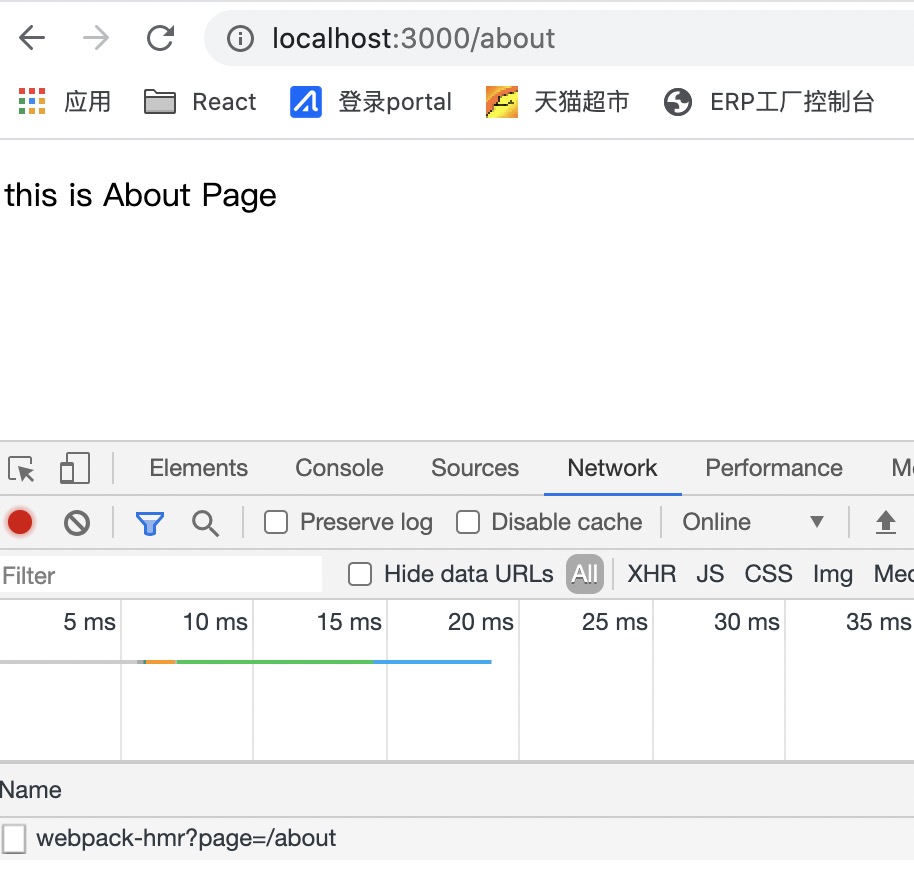 localhost:3000/about
应用 React 登录portal 天猫超市 ERP工厂控制台
this is About Page
Elements Console Sources Network Performance M
Preserve log Disable cache Online
Filter Hide data URLs All XHR JS CSS Img Med
5 ms 10 ms 15 ms 20 ms 25 ms 30 ms 35 ms
Name
webpack-hmr?page=/about